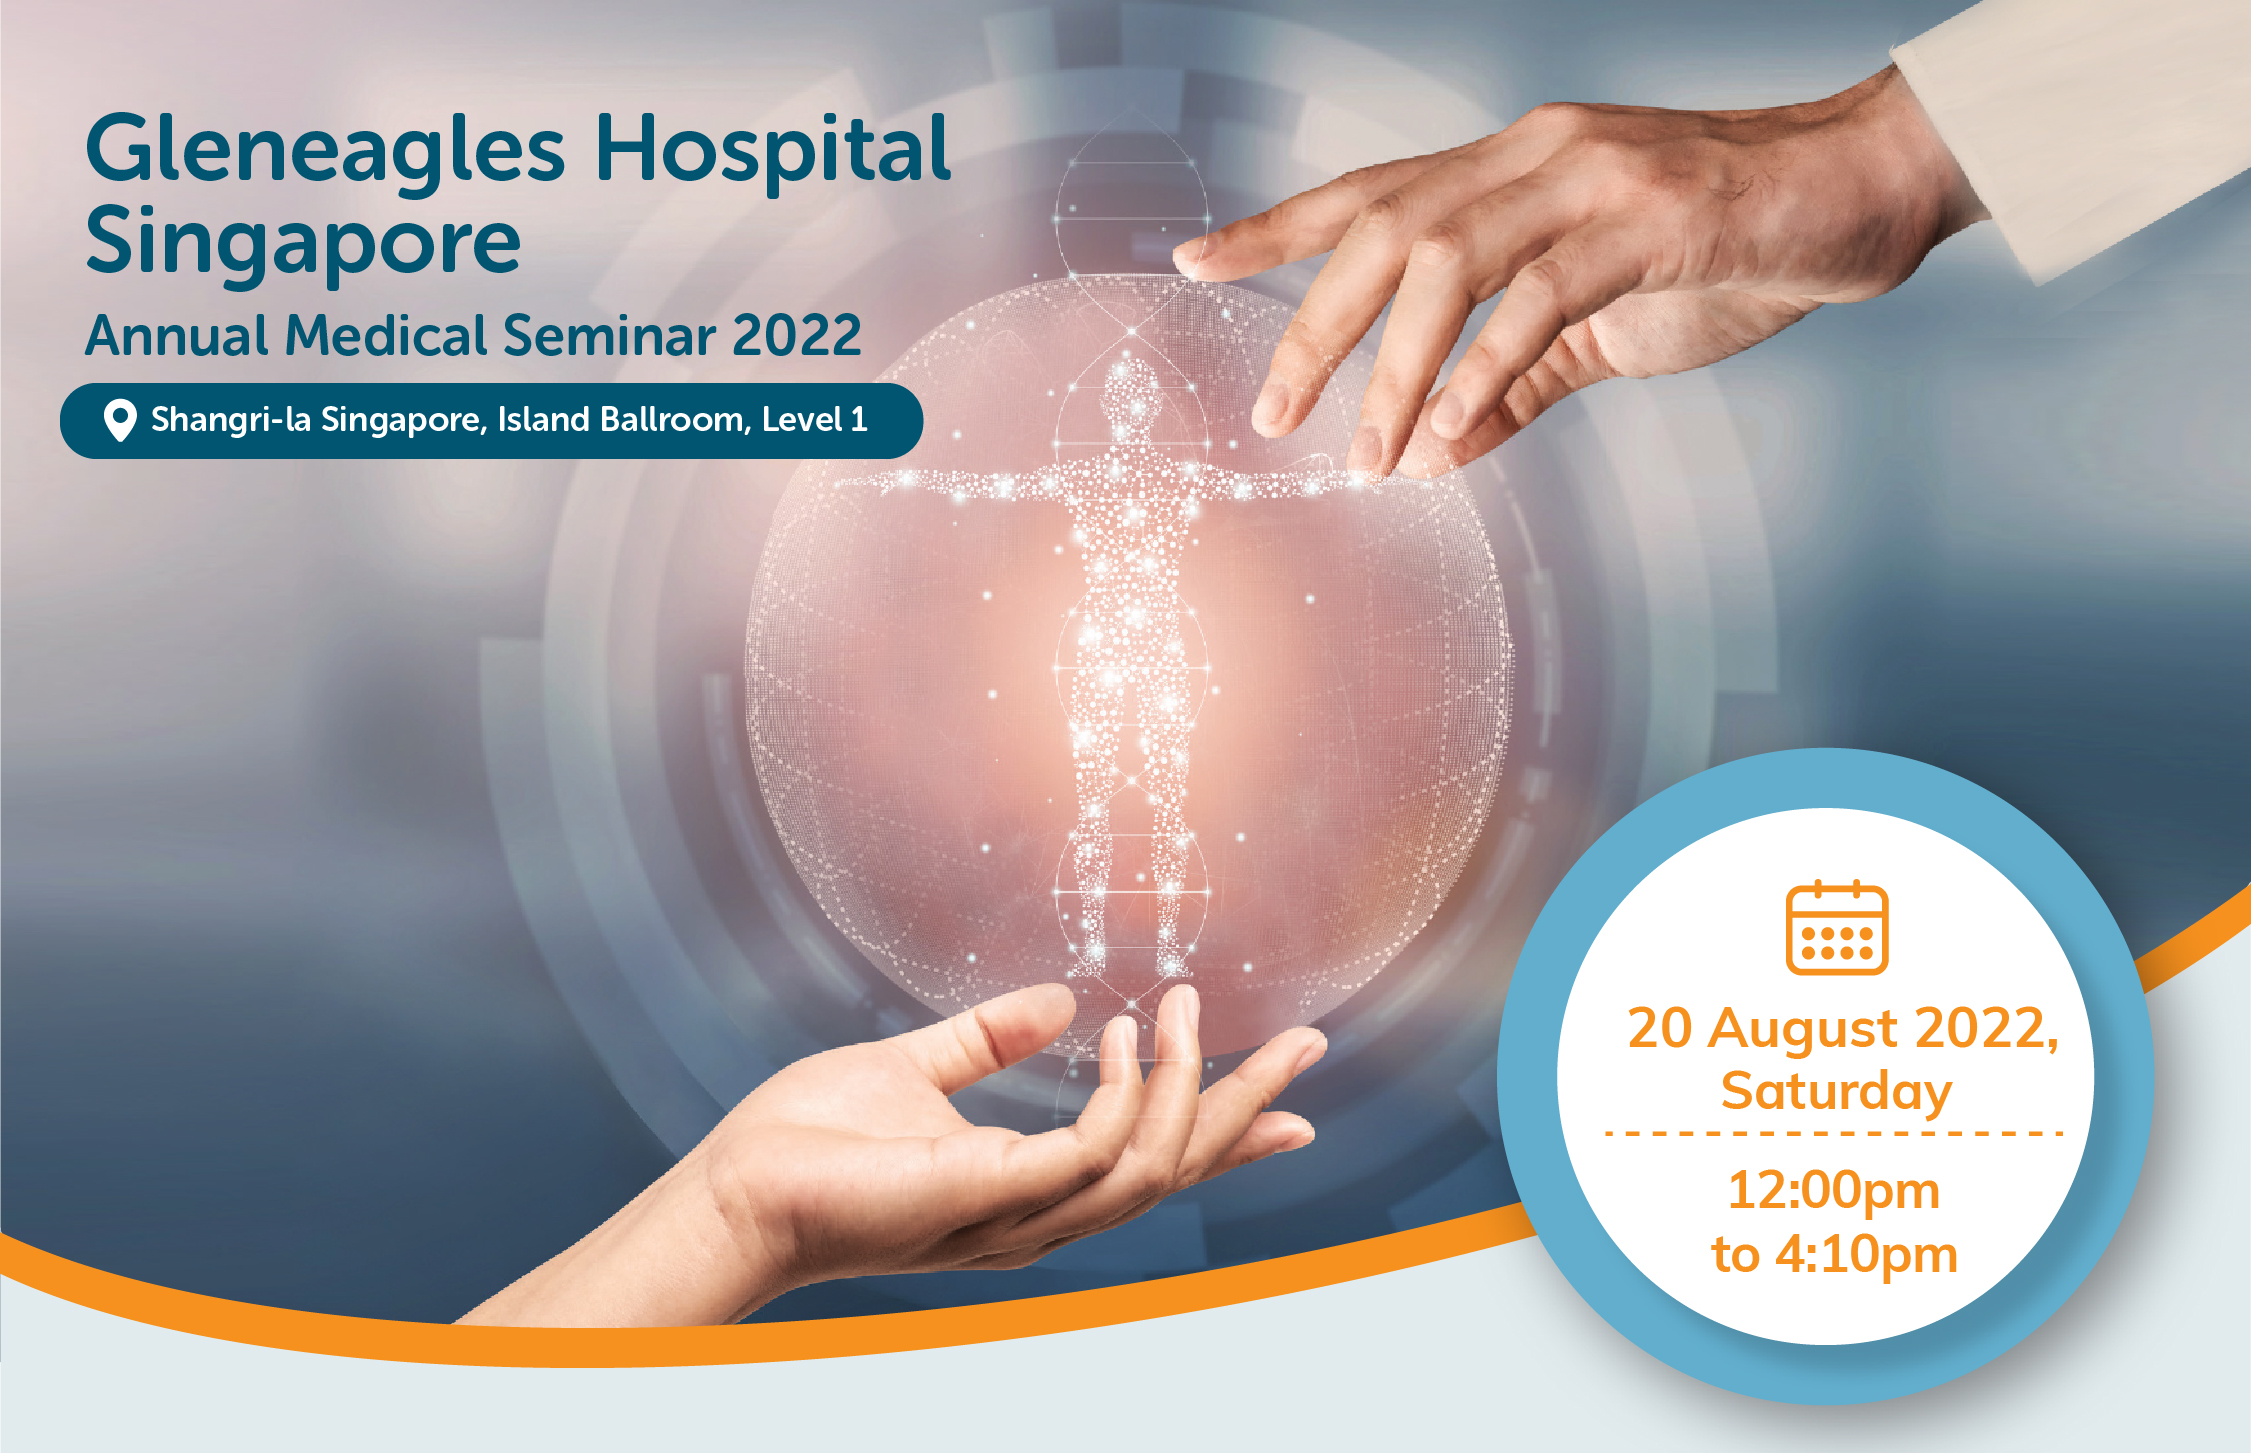 Gleneagles Hospital
Singapore
Annual Medical Seminar 2022
Shangri-la Singapore, Island Ballroom, Level 1
20 August 2022,
Saturday
12:00pm
to 4:10pm